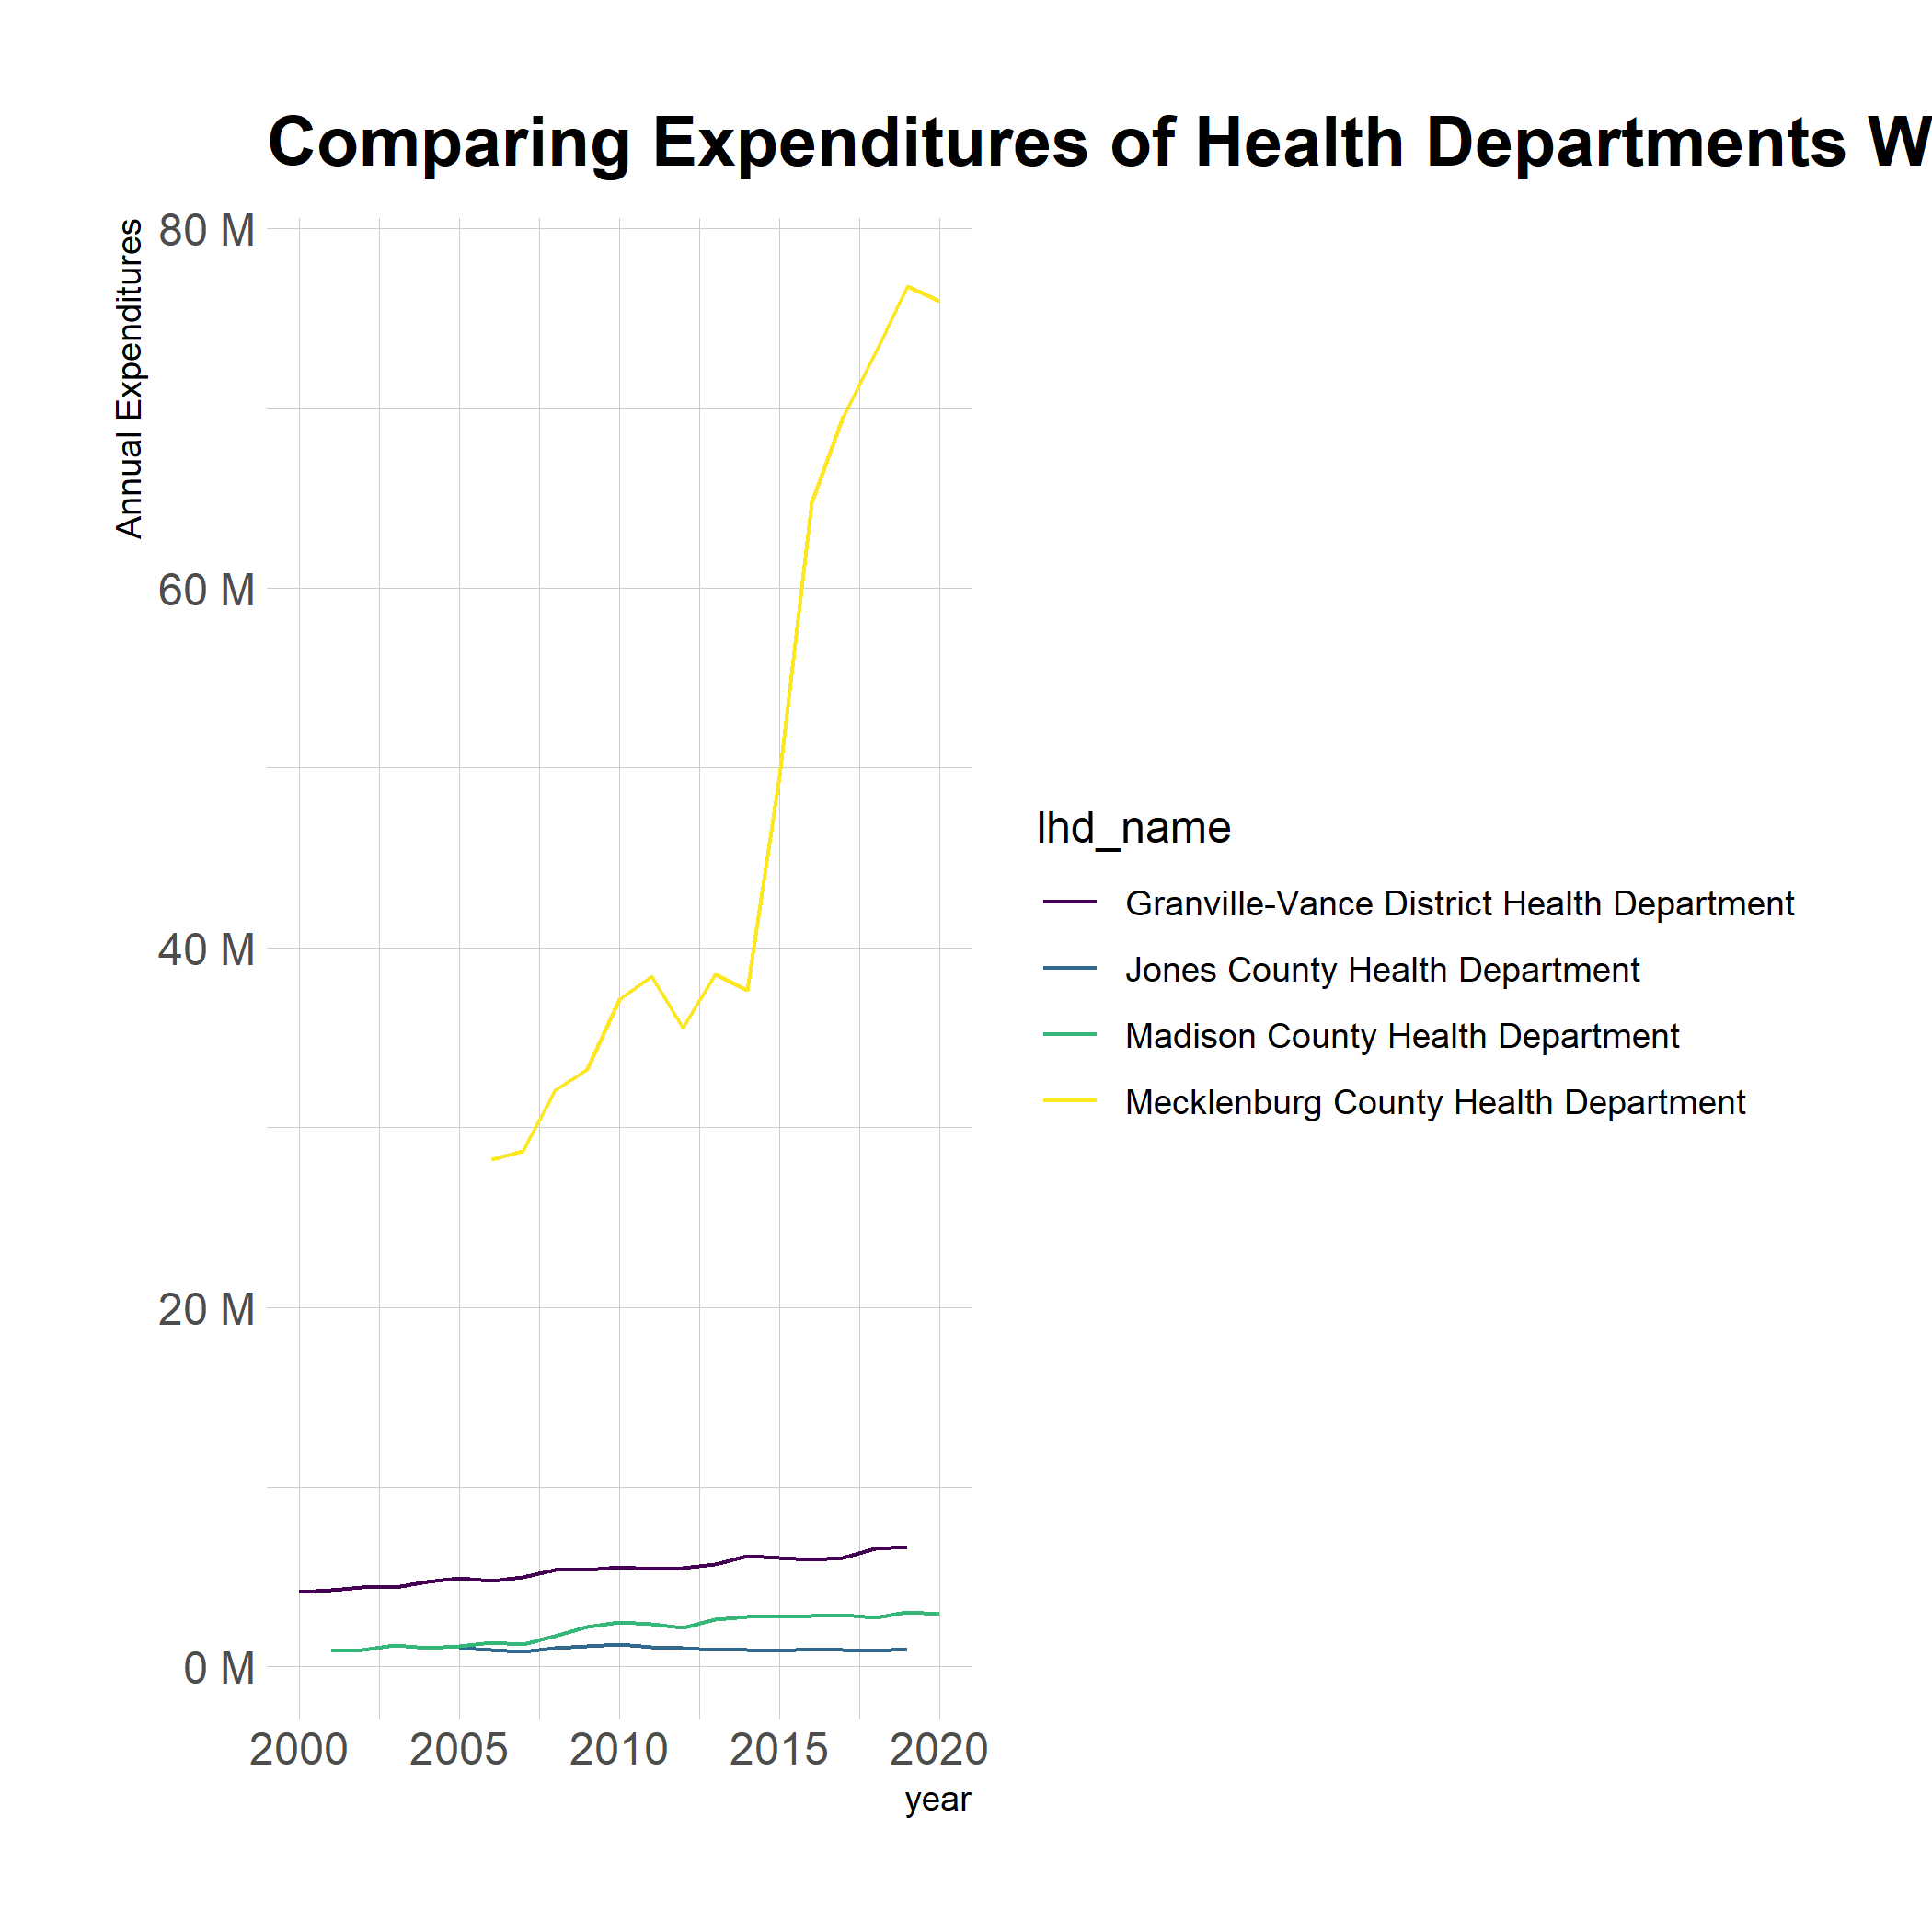 Comparing Expenditures of Health Departments W
Annual Expenditures
80 M
60 M
40 M
20 M
0 M
2000 2005 2010 2015 2020
year
lhd_name
Granville-Vance District Health Department
Jones County Health Department
Madison County Health Department
Mecklenburg County Health Department